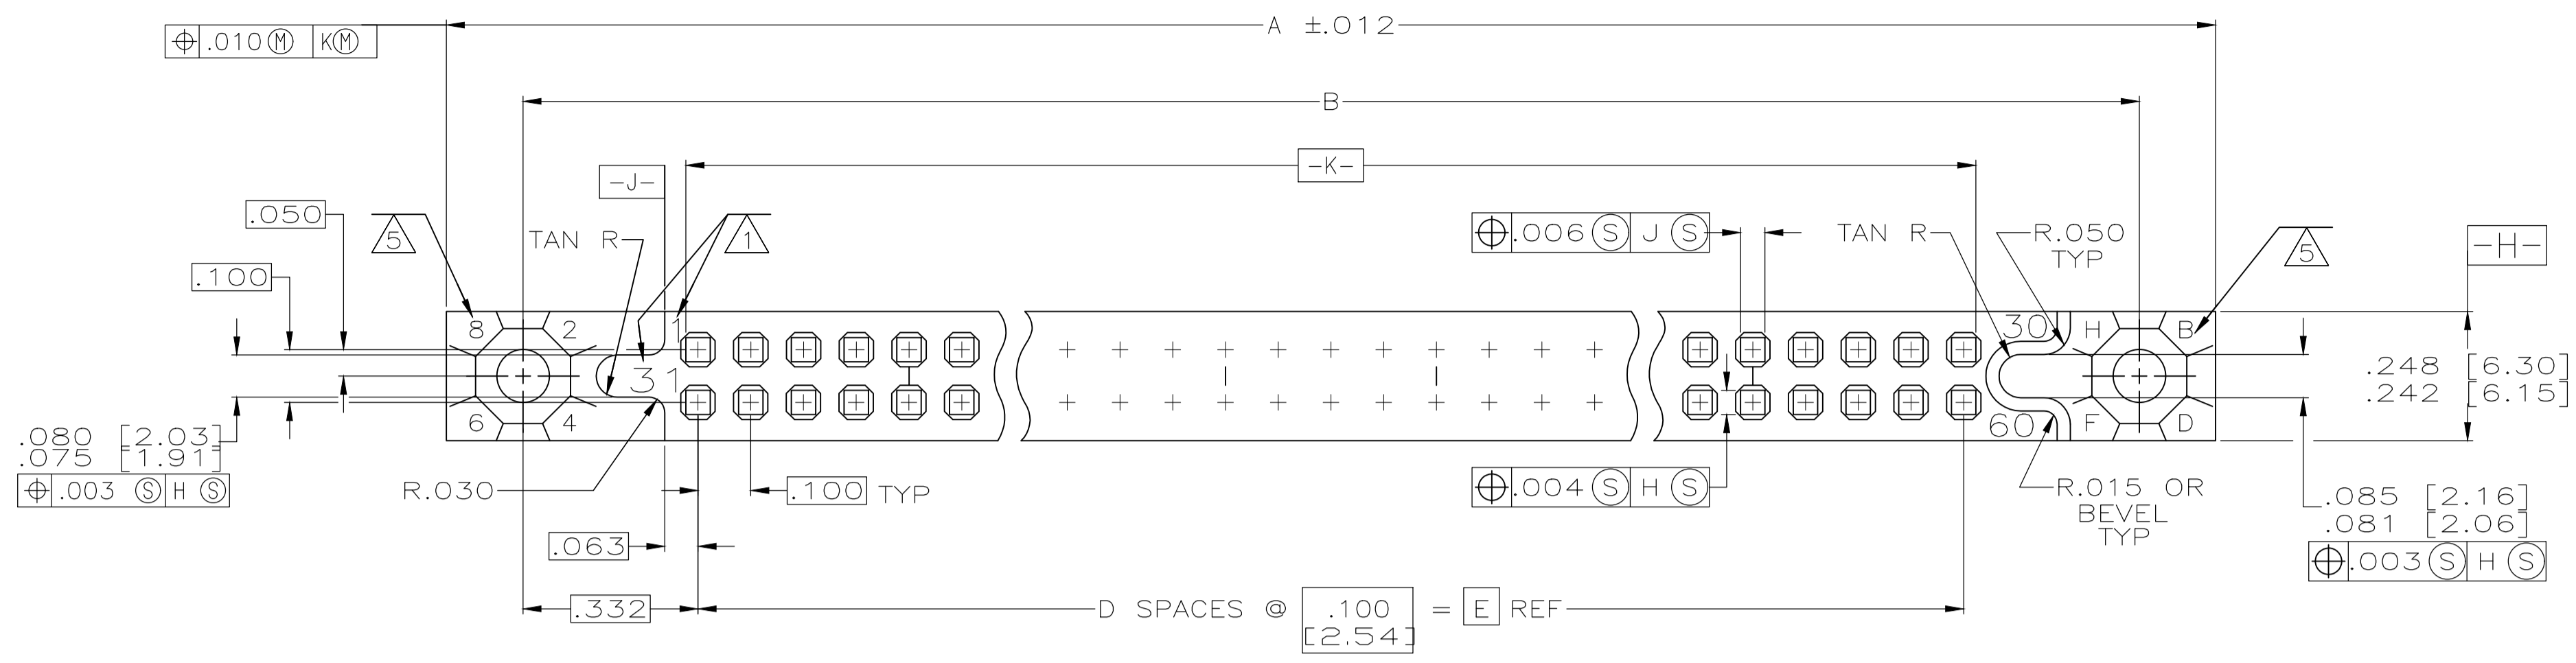 A ±.012
⌖ .010 Ⓜ K Ⓜ
B
-K-
-J-
.050
5
TAN R
1
⌖ .006 Ⓢ J Ⓢ
TAN R
R.050
TYP
5
-H-
.100
8 2 1 30 H B
31
.248 [6.30]
.242 [6.15]
6 4 60 F D
.080 [2.03]
.075 [1.91]
⌖ .003 Ⓢ H Ⓢ
R.030
.100 TYP
⌖ .004 Ⓢ H Ⓢ
R.015 OR
BEVEL
TYP
.085 [2.16]
.081 [2.06]
⌖ .003 Ⓢ H Ⓢ
.063
.332
D SPACES @ .100 = E REF
[2.54]